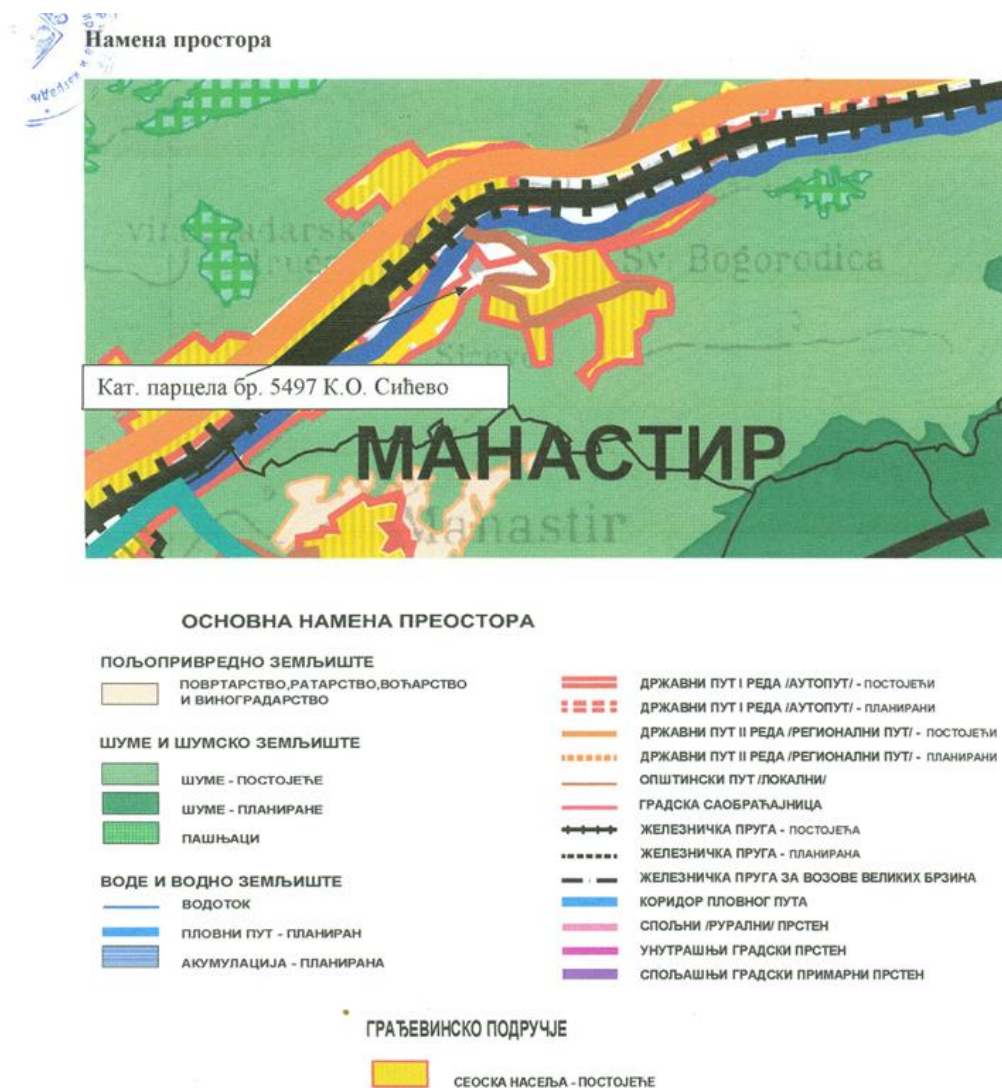 Намена простора
Sv. Bogorodica
Sicevo
Кат. парцела бр. 5497 К.О. Сићево
МАНАСТИР
Manastir
ОСНОВНА НАМЕНА ПРЕОСТОРА
ПОЉОПРИВРЕДНО ЗЕМЉИШТЕ
ПОВРТАРСТВО,РАТАРСТВО,ВОЋАРСТВО
И ВИНОГРАДАРСТВО
ШУМЕ И ШУМСКО ЗЕМЉИШТЕ
ШУМЕ - ПОСТОЈЕЋЕ
ШУМЕ - ПЛАНИРАНЕ
ПАШЊАЦИ
ВОДЕ И ВОДНО ЗЕМЉИШТЕ
ВОДОТОК
ПЛОВНИ ПУТ - ПЛАНИРАН
АКУМУЛАЦИЈА - ПЛАНИРАНА
ДРЖАВНИ ПУТ I РЕДА /АУТОПУТ/ - ПОСТОЈЕЋИ
ДРЖАВНИ ПУТ I РЕДА /АУТОПУТ/ - ПЛАНИРАНИ
ДРЖАВНИ ПУТ II РЕДА /РЕГИОНАЛНИ ПУТ/ - ПОСТОЈЕЋИ
ДРЖАВНИ ПУТ II РЕДА /РЕГИОНАЛНИ ПУТ/ - ПЛАНИРАНИ
ОПШТИНСКИ ПУТ /ЛОКАЛНИ/
ГРАДСКА САОБРАЋАЈНИЦА
ЖЕЛЕЗНИЧКА ПРУГА - ПОСТОЈЕЋА
ЖЕЛЕЗНИЧКА ПРУГА - ПЛАНИРАНА
ЖЕЛЕЗНИЧКА ПРУГА ЗА ВОЗОВЕ ВЕЛИКИХ БРЗИНА
КОРИДОР ПЛОВНОГ ПУТА
СПОЉНИ /РУРАЛНИ/ ПРСТЕН
УНУТРАШЊИ ГРАДСКИ ПРСТЕН
СПОЉАШЊИ ГРАДСКИ ПРИМАРНИ ПРСТЕН
ГРАЂЕВИНСКО ПОДРУЧЈЕ
СЕОСКА НАСЕЉА - ПОСТОЈЕЋЕ